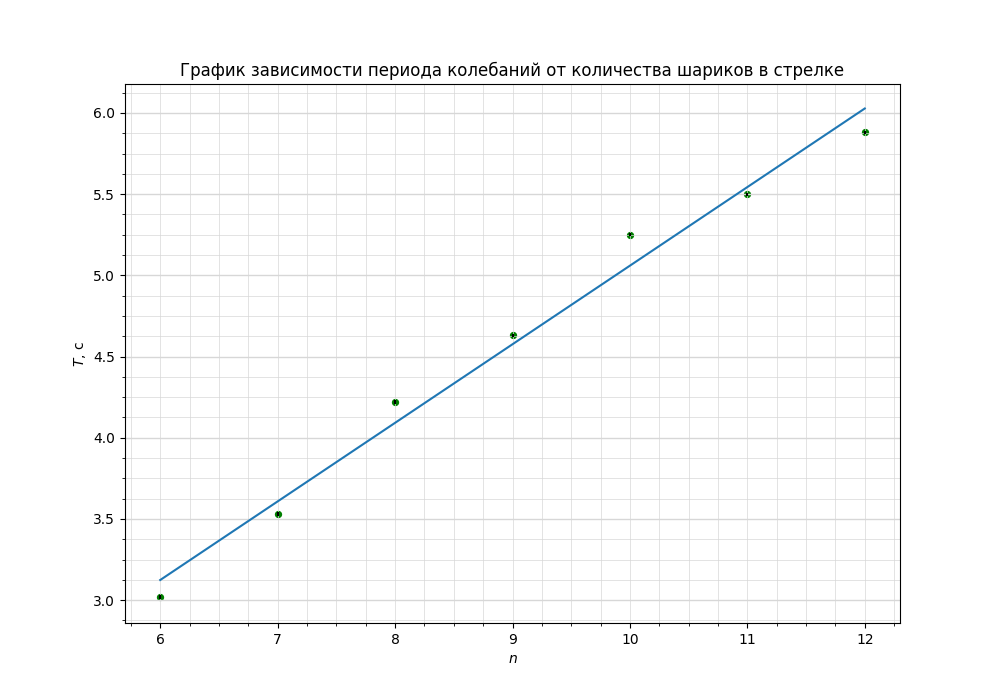 График зависимости периода колебаний от количества шариков в стрелке
6.0
5.5
5.0
4.5
4.0
3.5
3.0
T, с
6 7 8 9 10 11 12
n